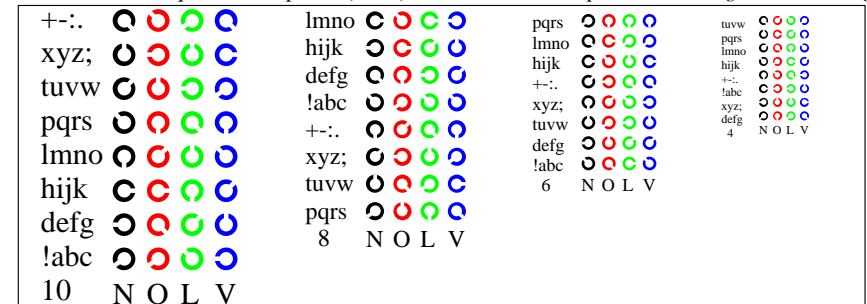 +-:.
xyz;
tuvw
pqrs
lmno
hijk
defg
!abc
10 N O L V
lmno
hijk
defg
!abc
+-:.
xyz;
tuvw
pqrs
8 N O L V
pqrs
lmno
hijk
+-:.
xyz;
tuvw
defg
!abc
6 N O L V
tuvw
pqrs
lmno
hijk
+-:.
!abc
xyz;
defg
4 N O L V